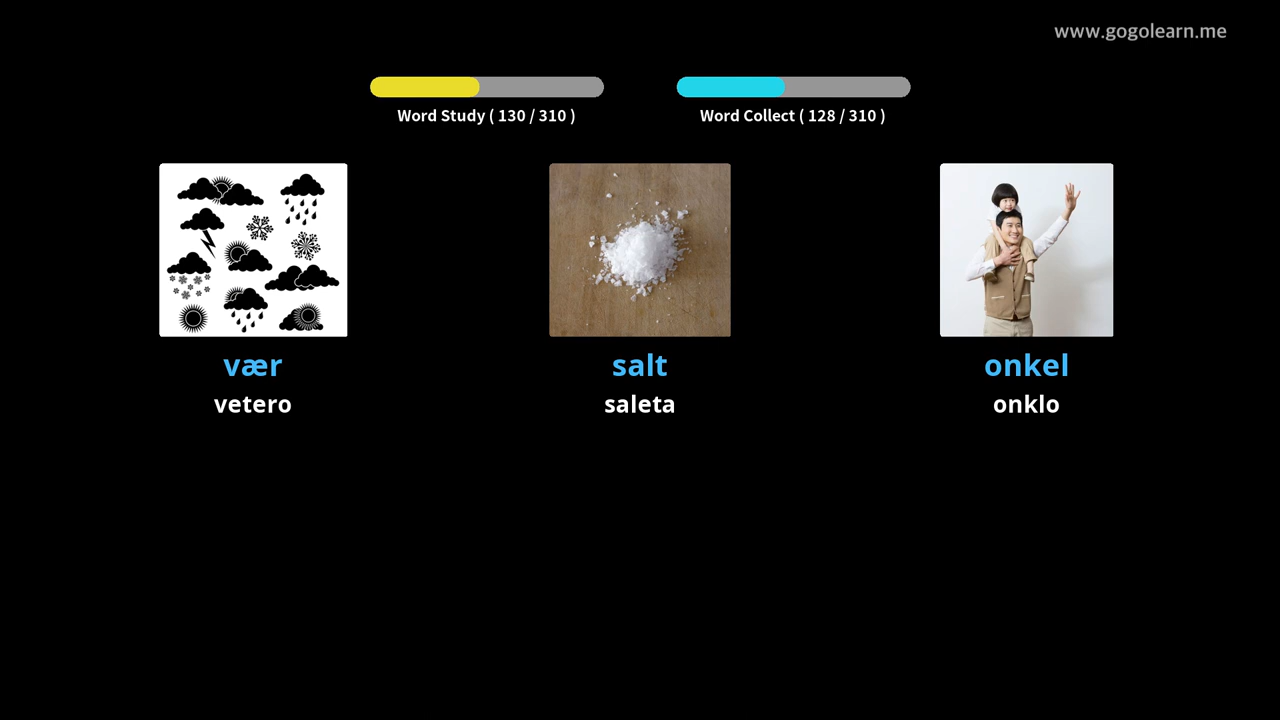 www.gogolearn.me
Word Study ( 130 / 310 )
Word Collect ( 128 / 310 )
vær
salt
onkel
vetero
saleta
onklo